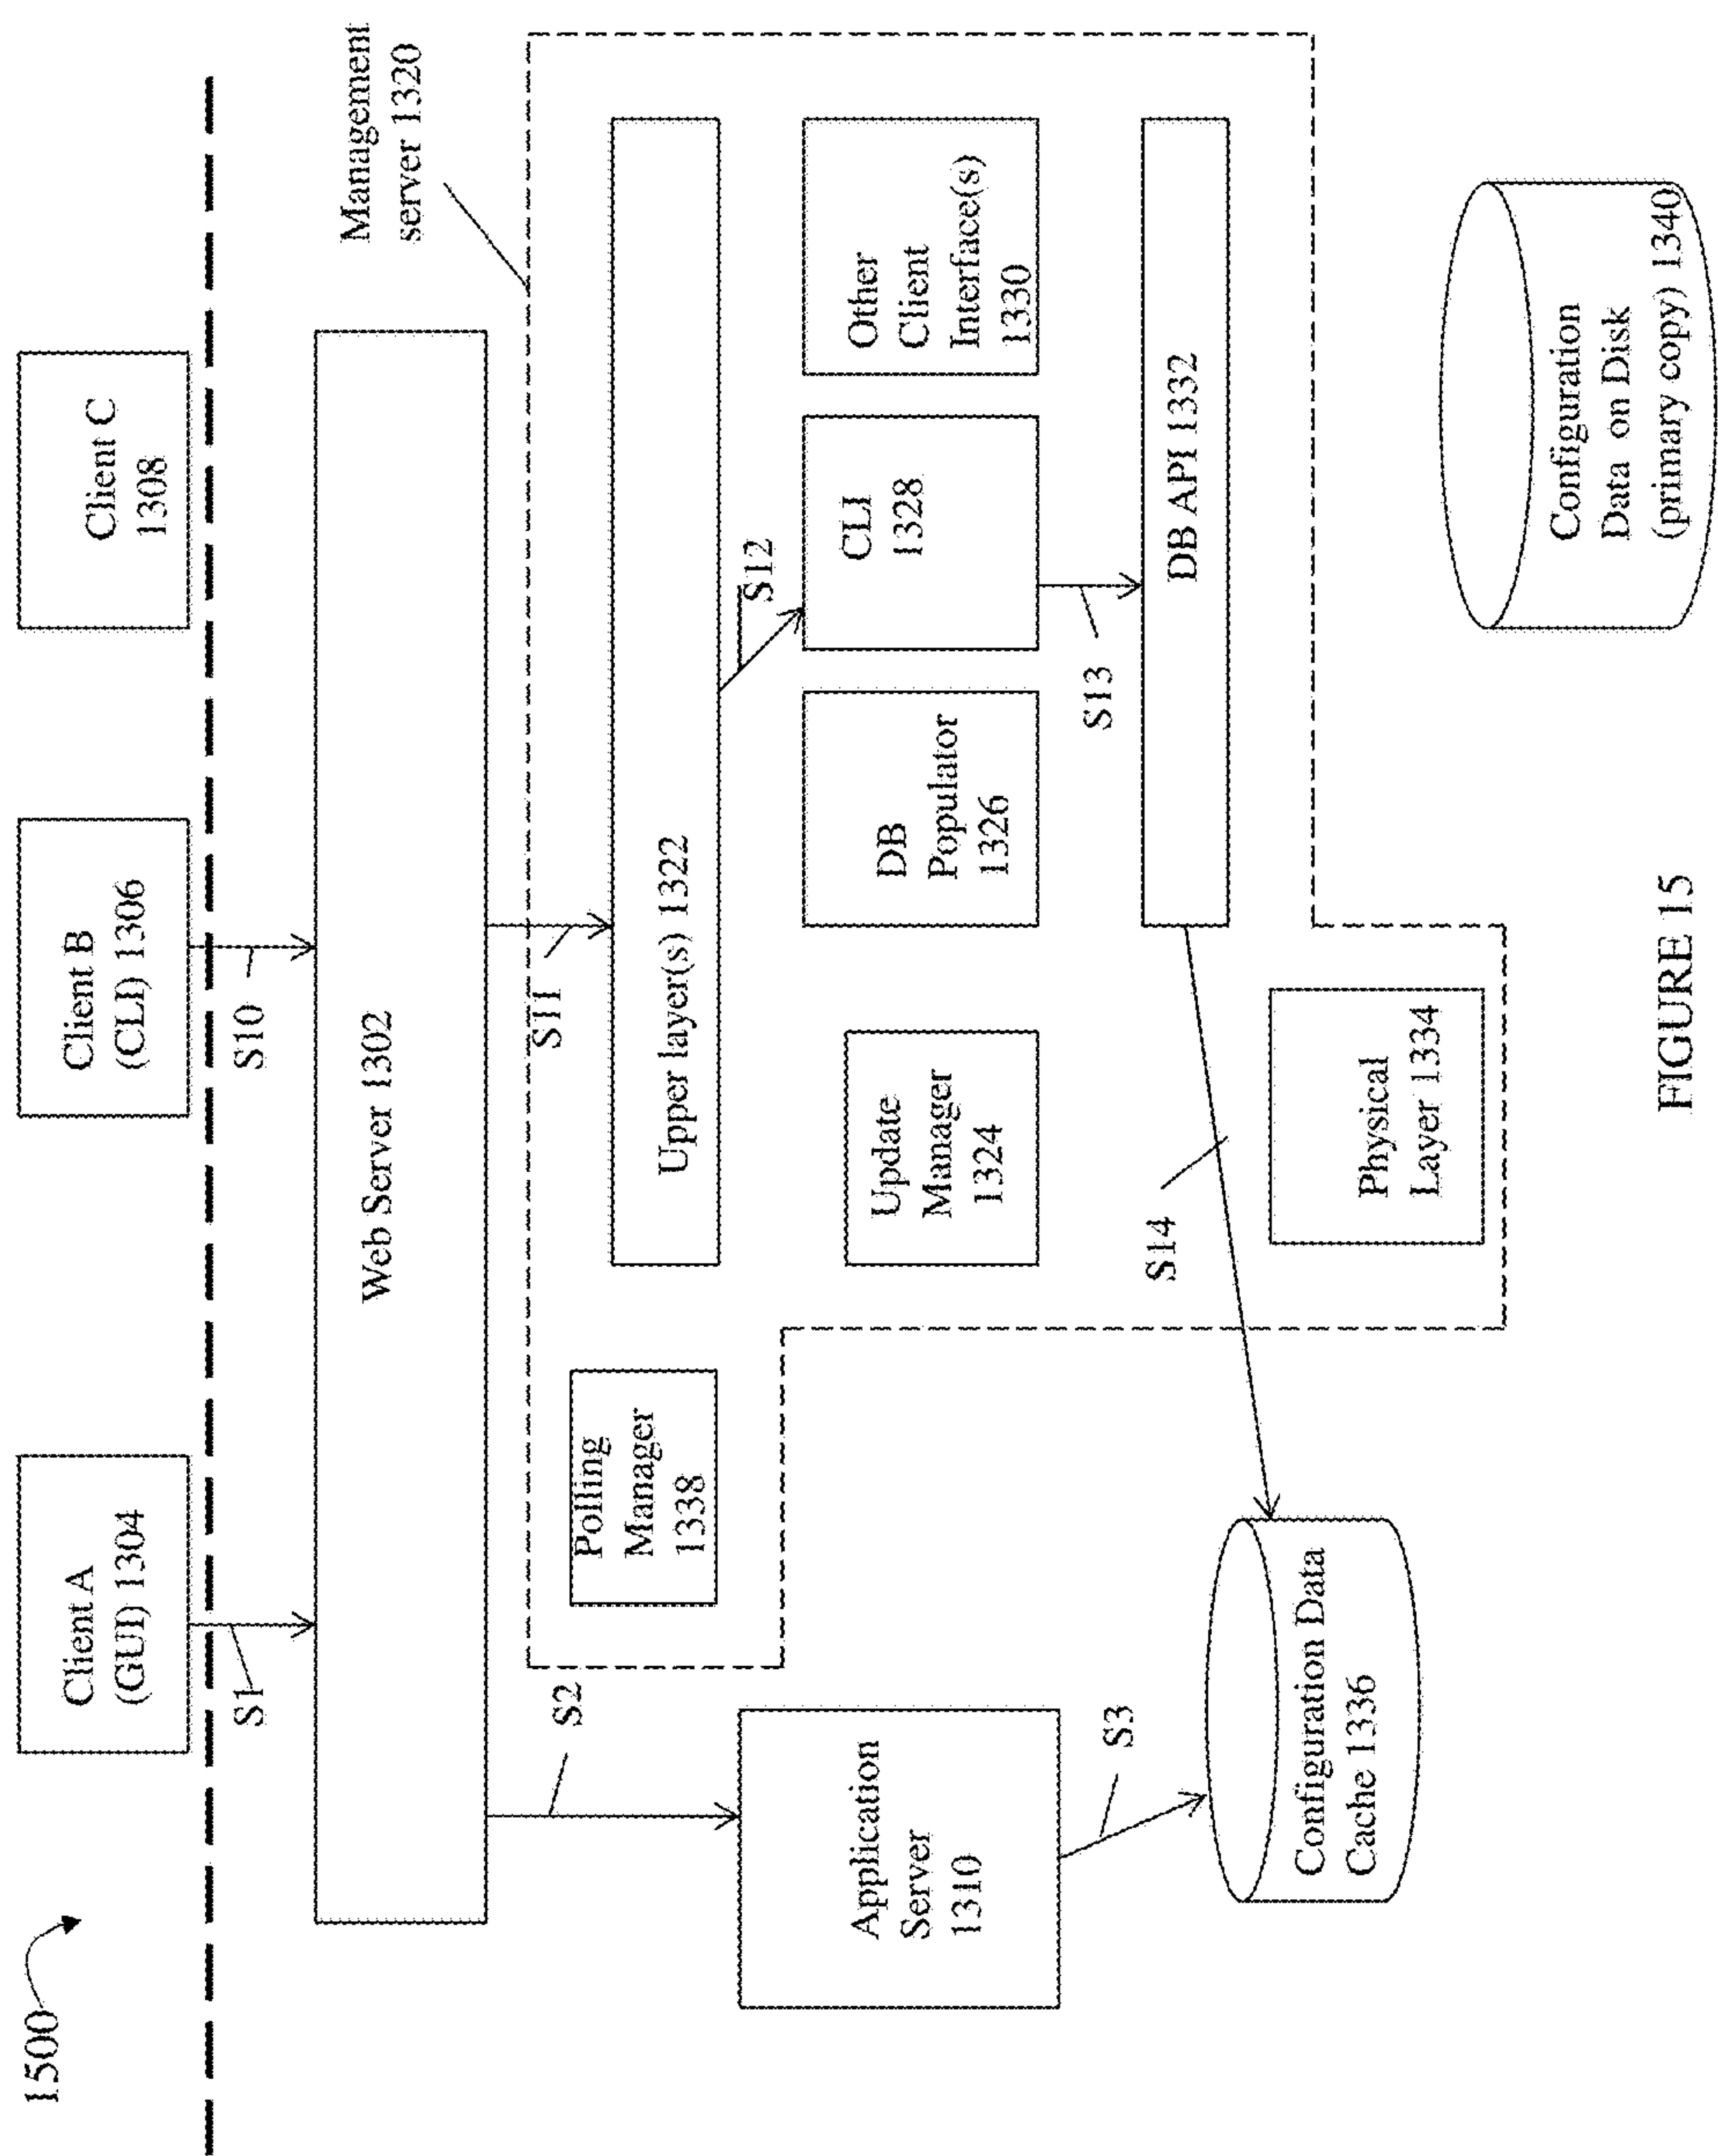 1500
Client A
(GUI) 1304
Client B
(CLI) 1306
Client C
1308
S1
S10
Web Server 1302
Management
server 1320
S2
S11
Polling
Manager
1338
Upper layer(s) 1322
S12
Application
Server
1310
Update
Manager
1324
DB
Populator
1326
CLI
1328
Other
Client
Interface(s)
1330
S3
S13
S14
DB API 1332
Configuration Data
Cache 1336
Physical
Layer 1334
Configuration
Data on Disk
(primary copy) 1340
FIGURE 15